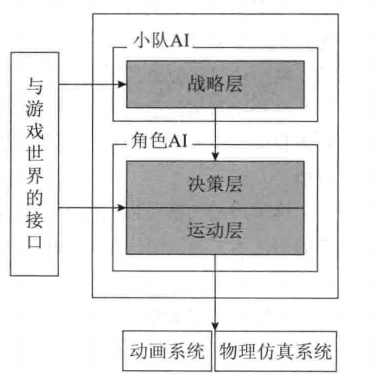 小队AI
战略层
与游戏世界的接口
角色AI
决策层
运动层
动画系统
物理仿真系统